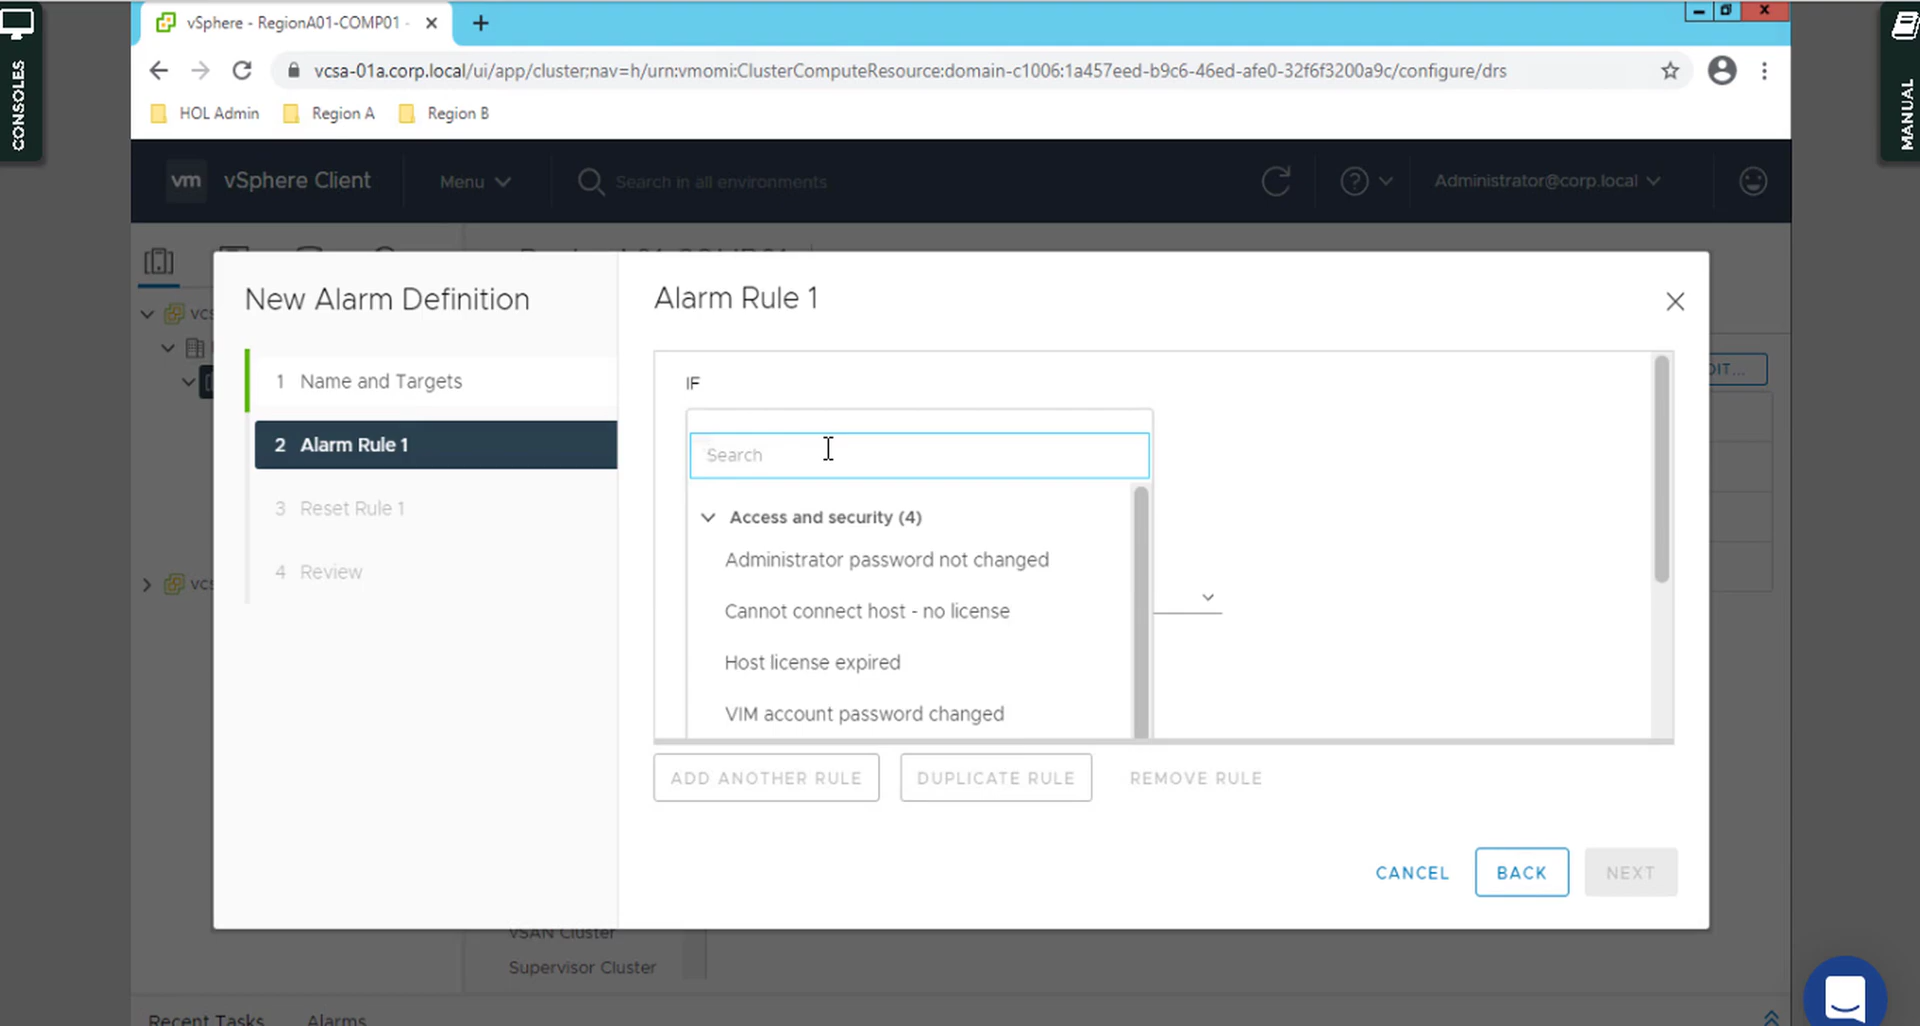 CONSOLES
MANUAL
vSphere - RegionA01-COMP01 -
vcsa-01a.corp.local/ui/app/cluster;nav=h/urn:vmomi:ClusterComputeResource:domain-c1006:1a457eed-b9c6-46ed-afe0-32f6f3200a9c/configure/drs
HOL Admin
Region A
Region B
vm vSphere Client
Menu
Search in all environments
Administrator@corp.local
New Alarm Definition
1 Name and Targets
2 Alarm Rule 1
3 Reset Rule 1
4 Review
Alarm Rule 1
IF
Search
Access and security (4)
Administrator password not changed
Cannot connect host - no license
Host license expired
VIM account password changed
ADD ANOTHER RULE
DUPLICATE RULE
REMOVE RULE
CANCEL
BACK
NEXT
vcs
vcs
VSAN Cluster
Supervisor Cluster
Recent Tasks
Alarms